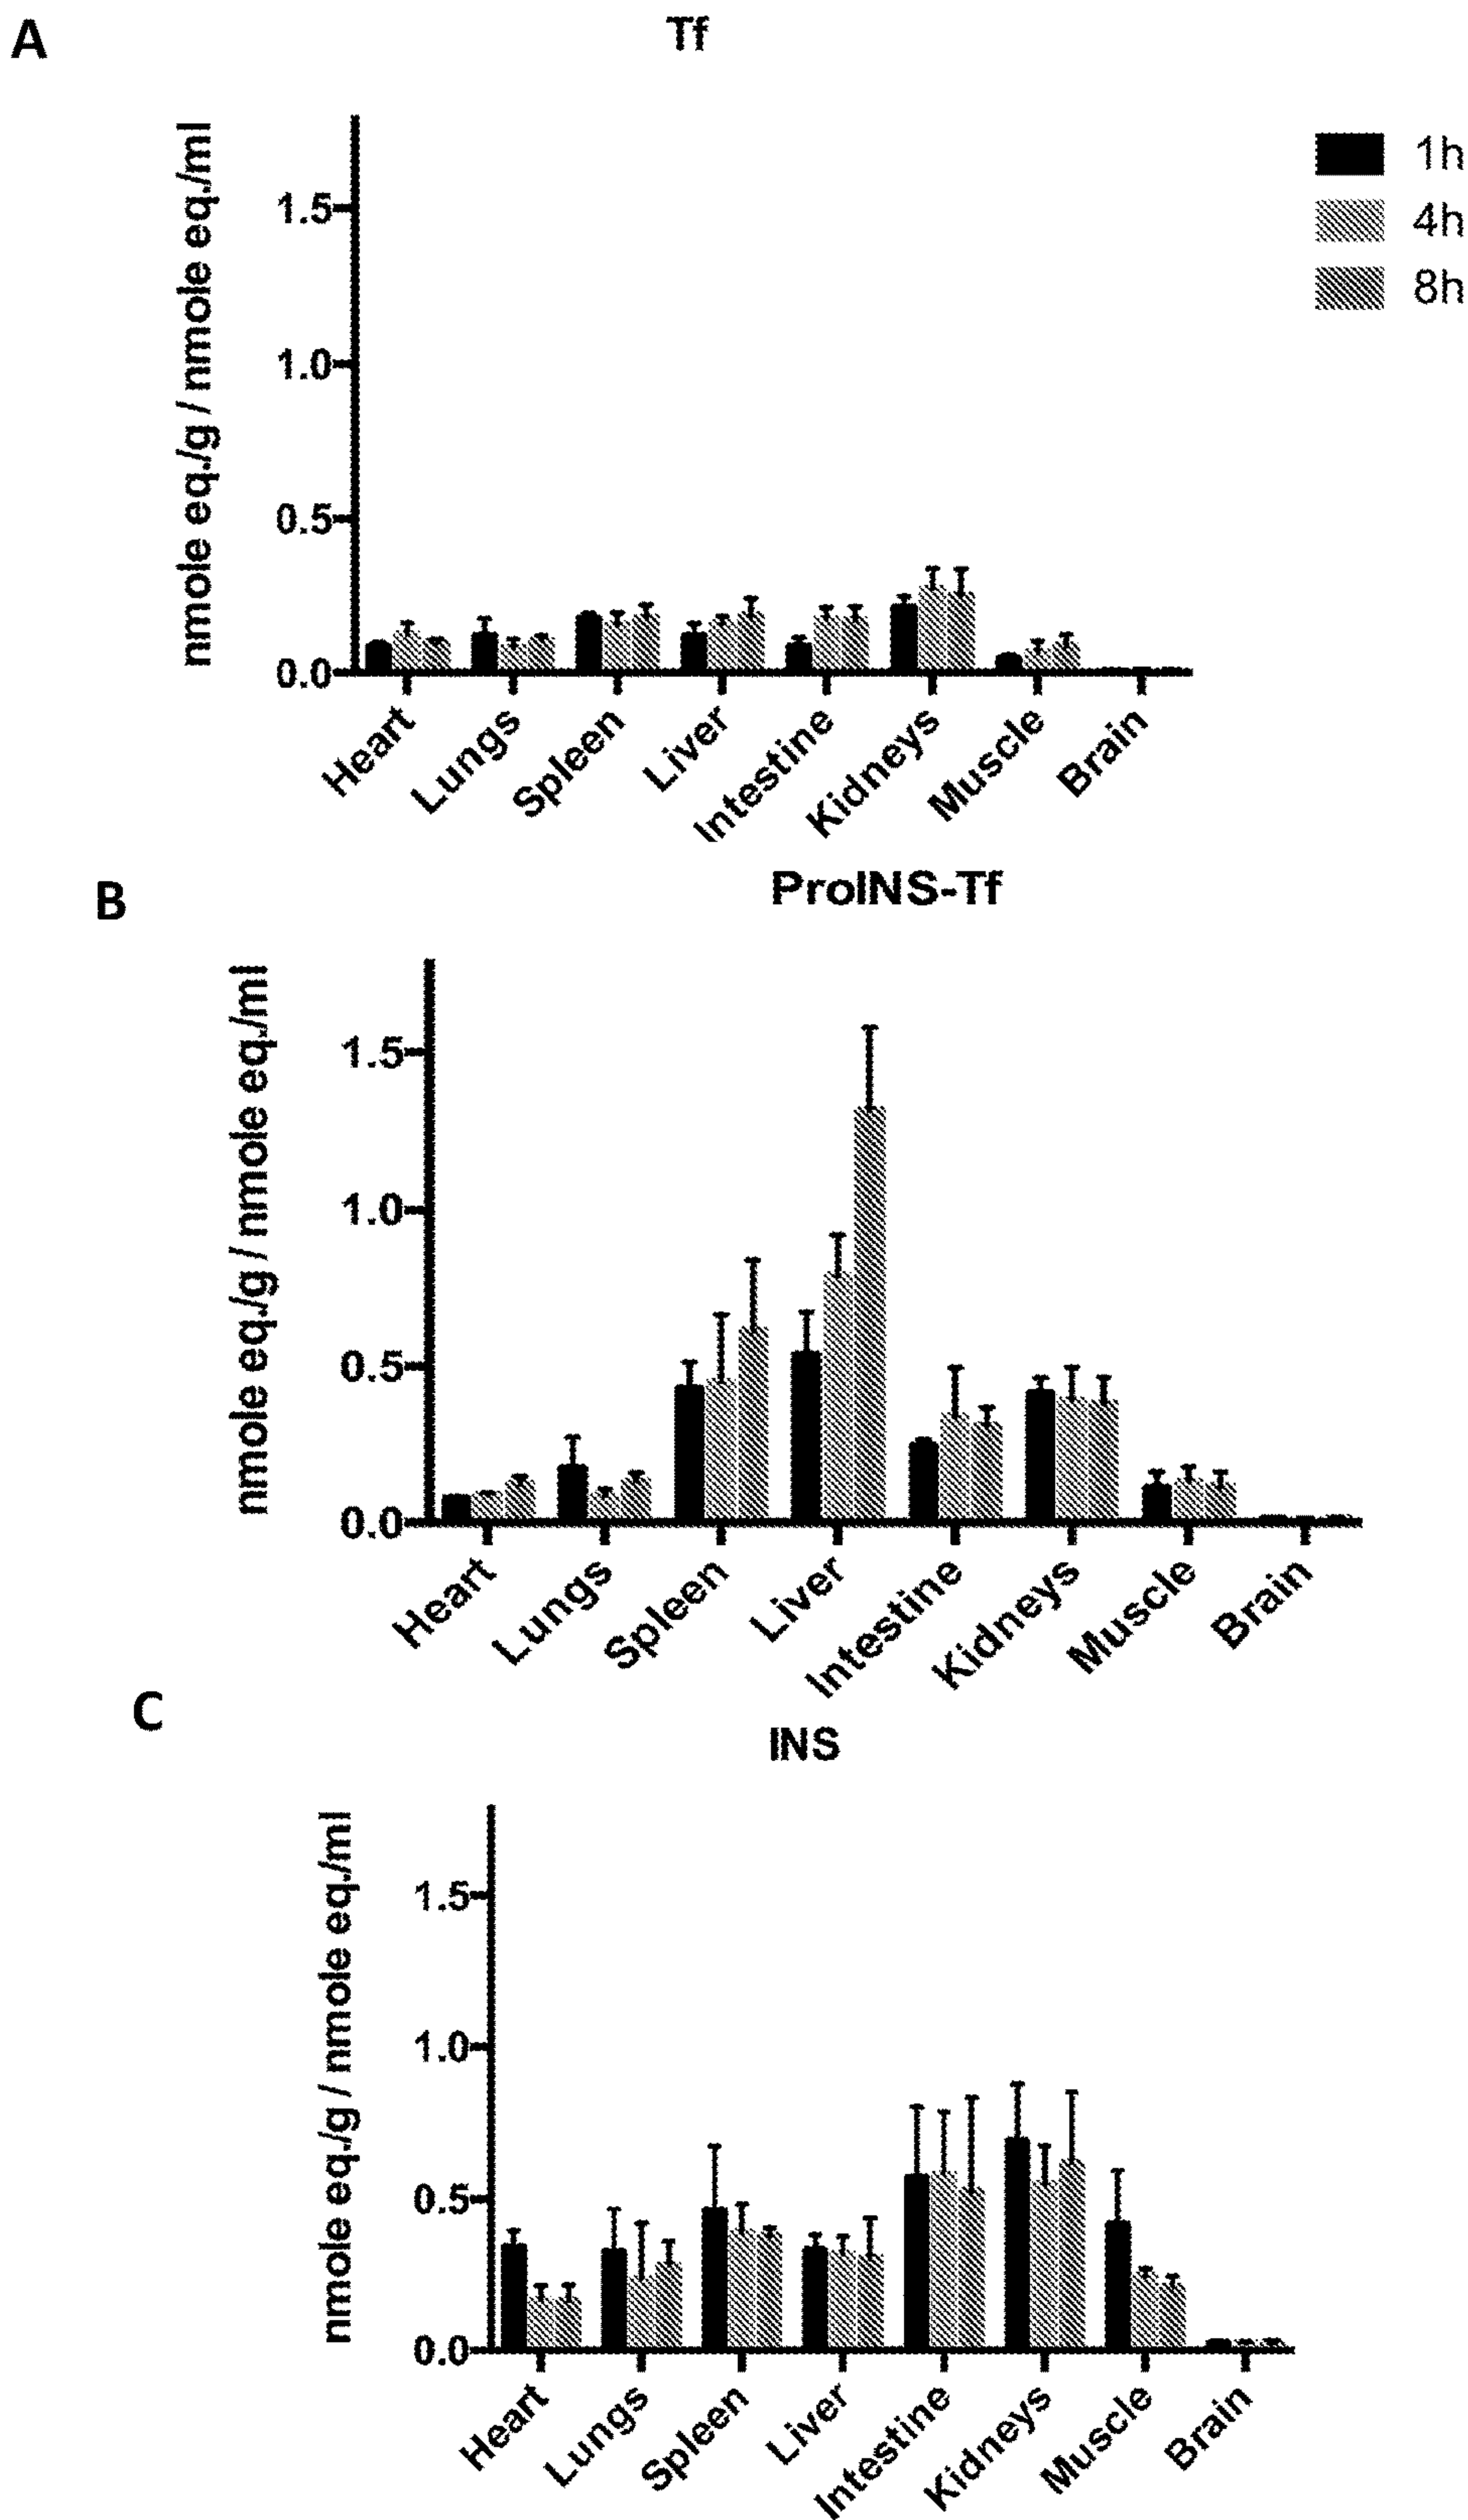 A
Tf
nmole eq./g / nmole eq./ml
1.5
1.0
0.5
0.0
Heart
Lungs
Spleen
Liver
Intestine
Kidneys
Muscle
Brain
1h
4h
8h
B
ProINS-Tf
nmole eq./g / nmole eq./ml
1.5
1.0
0.5
0.0
Heart
Lungs
Spleen
Liver
Intestine
Kidneys
Muscle
Brain
C
INS
nmole eq./g / nmole eq./ml
1.5
1.0
0.5
0.0
Heart
Lungs
Spleen
Liver
Intestine
Kidneys
Muscle
Brain